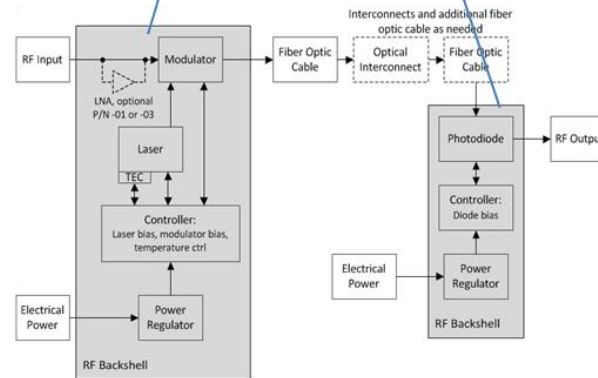 Interconnects and additional fiber
optic cable as needed
RF Input
Modulator
Fiber Optic
Cable
Optical
Interconnect
Fiber Optic
Cable
LNA, optional
P/N -01 or -03
Laser
TEC
Photodiode
RF Output
Controller:
Laser bias, modulator bias,
temperature ctrl
Controller:
Diode bias
Electrical
Power
Power
Regulator
RF Backshell
Electrical
Power
Power
Regulator
RF Backshell